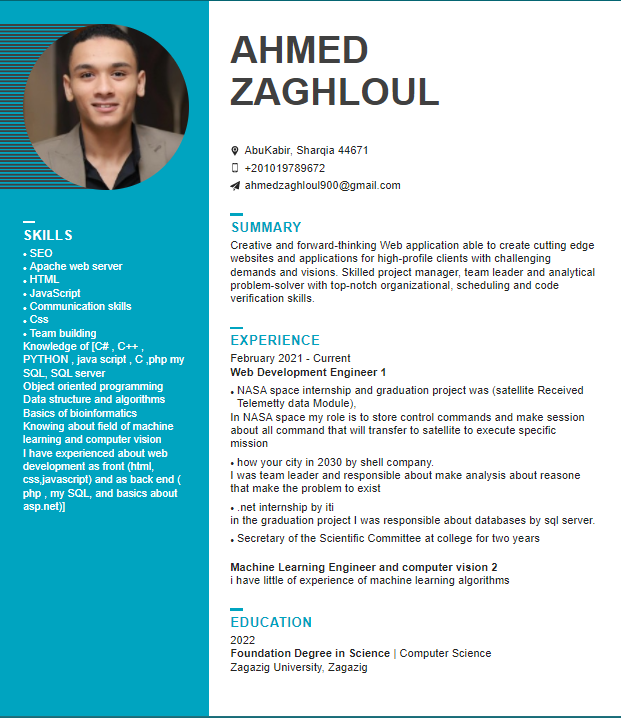 AHMED
ZAGHLOUL
AbuKabir, Sharqia 44671
+201019789672
ahmedzaghloul900@gmail.com
SKILLS
• SEO
• Apache web server
• HTML
• JavaScript
• Communication skills
• Css
• Team building
Knowledge of [C# , C++ ,
PYTHON , java script , C ,php my
SQL, SQL server
Object oriented programming
Data structure and algorithms
Basics of bioinformatics
Knowing about field of machine
learning and computer vision
I have experienced about web
development as front (html,
css,javascript) and as back end (
php , my SQL, and basics about
asp.net)]
SUMMARY
Creative and forward-thinking Web application able to create cutting edge
websites and applications for high-profile clients with challenging
demands and visions. Skilled project manager, team leader and analytical
problem-solver with top-notch organizational, scheduling and code
verification skills.
EXPERIENCE
February 2021 - Current
Web Development Engineer 1
• NASA space internship and graduation project was (satellite Received
Telemetty data Module),
In NASA space my role is to store control commands and make session
about all command that will transfer to satellite to execute specific
mission
• how your city in 2030 by shell company.
I was team leader and responsible about make analysis about reasone
that make the problem to exist
• .net internship by iti
in the graduation project I was responsible about databases by sql server.
• Secretary of the Scientific Committee at college for two years
Machine Learning Engineer and computer vision 2
i have little of experience of machine learning algorithms
EDUCATION
2022
Foundation Degree in Science | Computer Science
Zagazig University, Zagazig